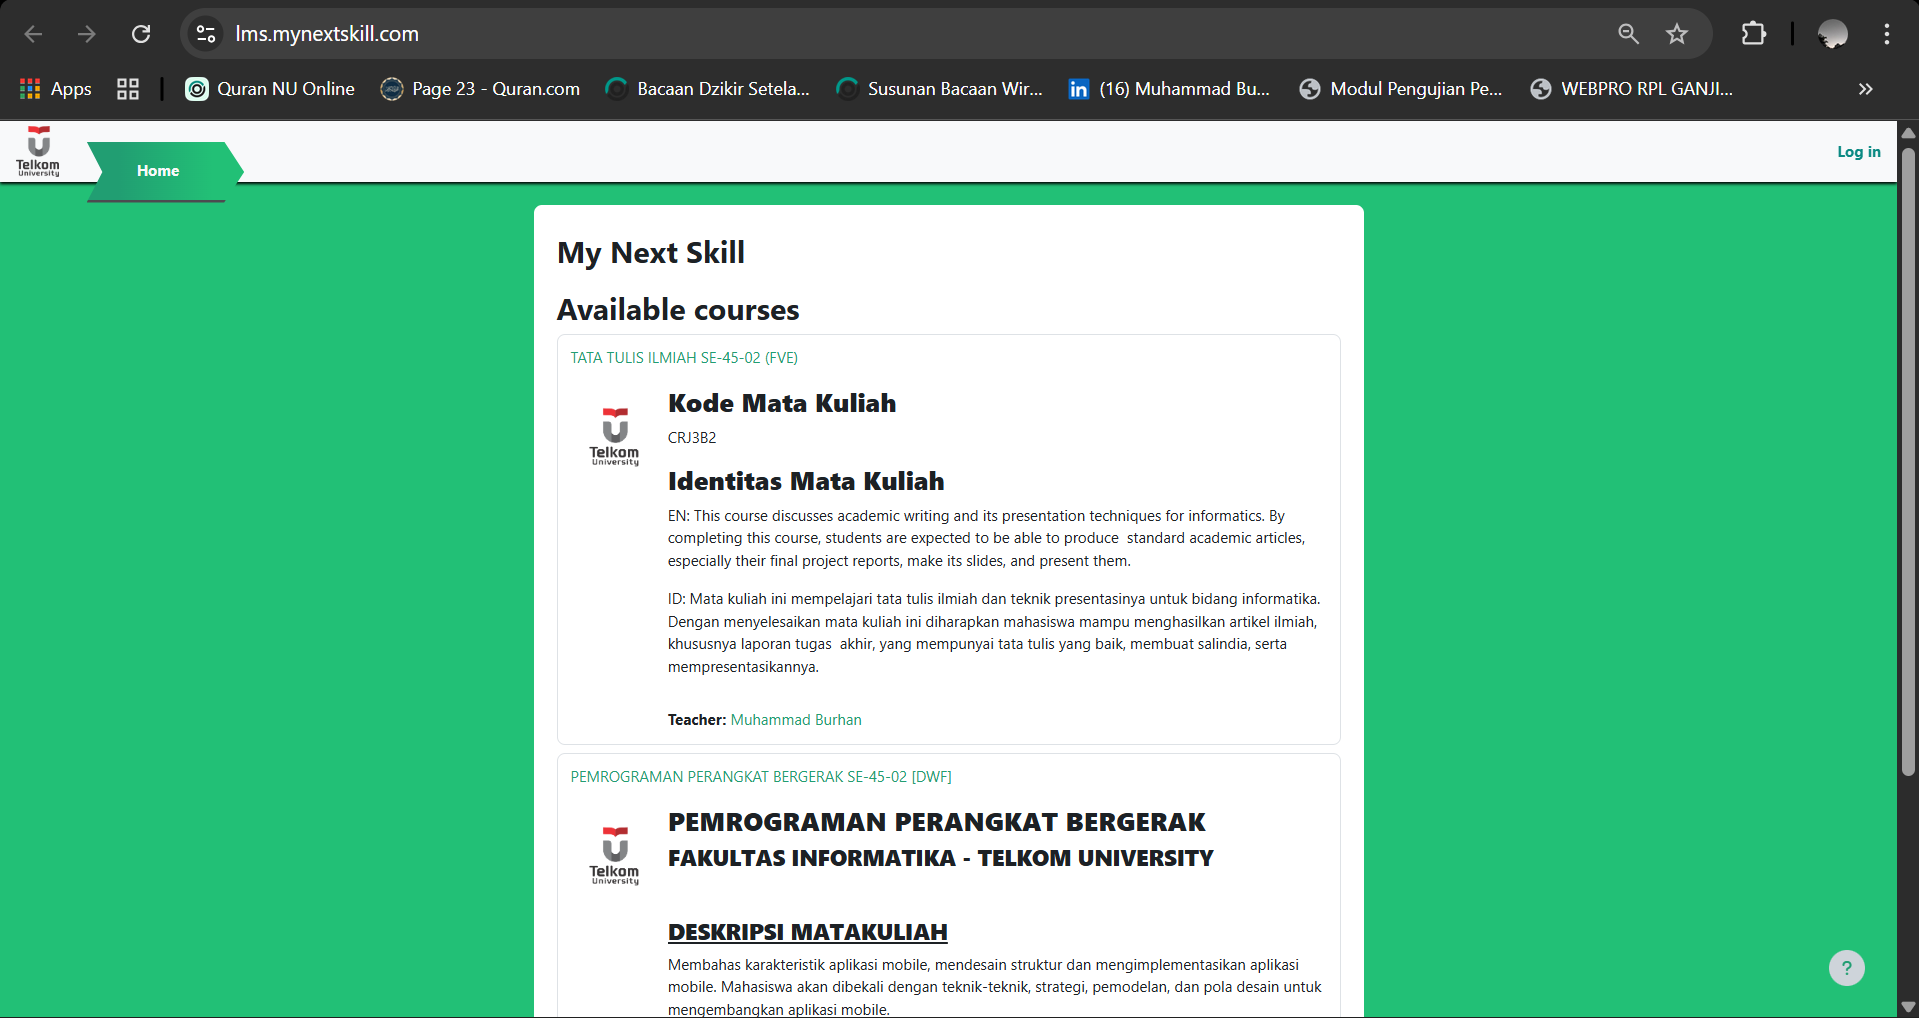 lms.mynextskill.com
Apps
Quran NU Online
Page 23 - Quran.com
Bacaan Dzikir Setela...
Susunan Bacaan Wir...
(16) Muhammad Bu...
Modul Pengujian Pe...
WEBPRO RPL GANJI...
Telkom
University
Home
Log in
My Next Skill
Available courses
TATA TULIS ILMIAH SE-45-02 (FVE)
Telkom
University
Kode Mata Kuliah
CRJ3B2
Identitas Mata Kuliah
EN: This course discusses academic writing and its presentation techniques for informatics. By
completing this course, students are expected to be able to produce  standard academic articles,
especially their final project reports, make its slides, and present them.
ID: Mata kuliah ini mempelajari tata tulis ilmiah dan teknik presentasinya untuk bidang informatika.
Dengan menyelesaikan mata kuliah ini diharapkan mahasiswa mampu menghasilkan artikel ilmiah,
khususnya laporan tugas  akhir, yang mempunyai tata tulis yang baik, membuat salindia, serta
mempresentasikannya.
Teacher: Muhammad Burhan
PEMROGRAMAN PERANGKAT BERGERAK SE-45-02 [DWF]
Telkom
University
PEMROGRAMAN PERANGKAT BERGERAK
FAKULTAS INFORMATIKA - TELKOM UNIVERSITY
DESKRIPSI MATAKULIAH
Membahas karakteristik aplikasi mobile, mendesain struktur dan mengimplementasikan aplikasi
mobile. Mahasiswa akan dibekali dengan teknik-teknik, strategi, pemodelan, dan pola desain untuk
mengembangkan aplikasi mobile.
?